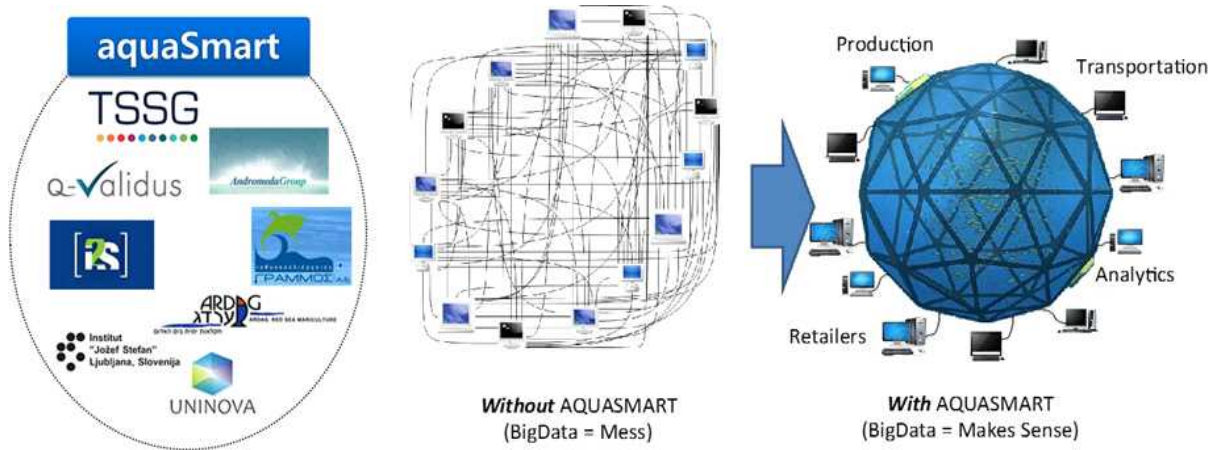 aquaSmart
TSSG
Q-Validus
AndromedaGroup
[i2s]
ΓΡΑΜΜΟΣ Α.Β.
ARDAG
ARDAG RED SEA MARICULTURE
Institut
"Jožef Stefan"
Ljubljana, Slovenija
UNINOVA
Without AQUASMART
(BigData = Mess)
Production
Transportation
Analytics
Retailers
With AQUASMART
(BigData = Makes Sense)